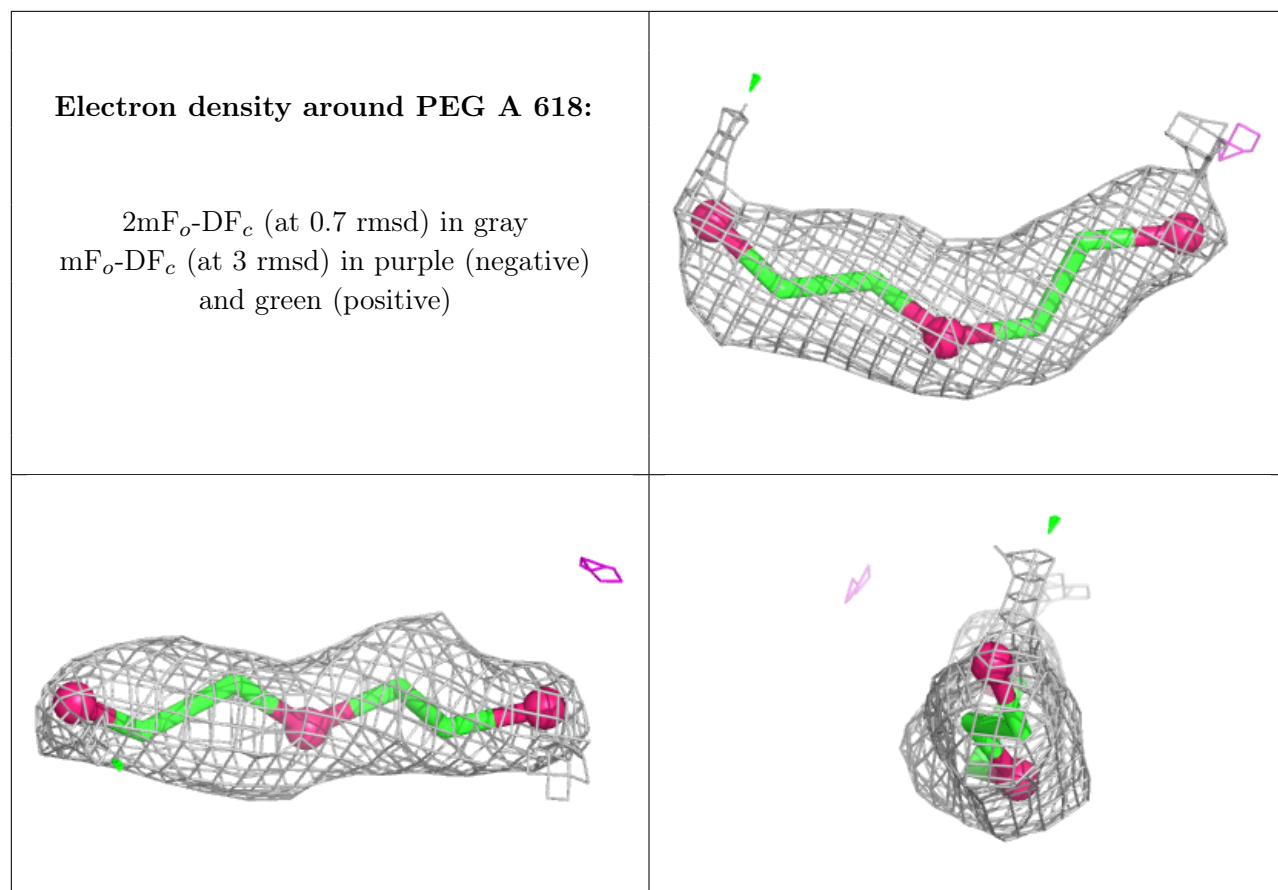 Electron density around PEG A 618:
2mFo-DFc (at 0.7 rmsd) in gray
mFo-DFc (at 3 rmsd) in purple (negative)
and green (positive)